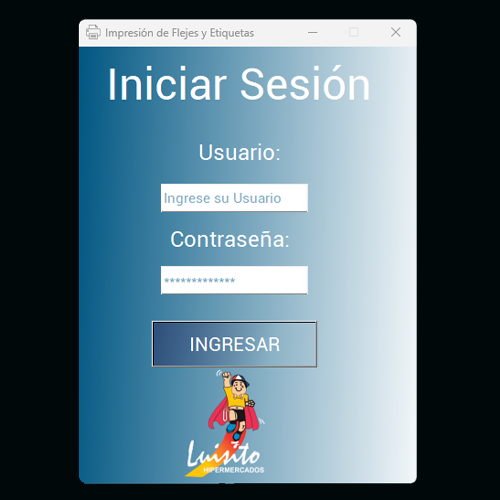 Impresión de Flejes y Etiquetas
Iniciar Sesión
Usuario:
Ingrese su Usuario
Contraseña:
*************
INGRESAR
Luisito
HIPERMERCADOS